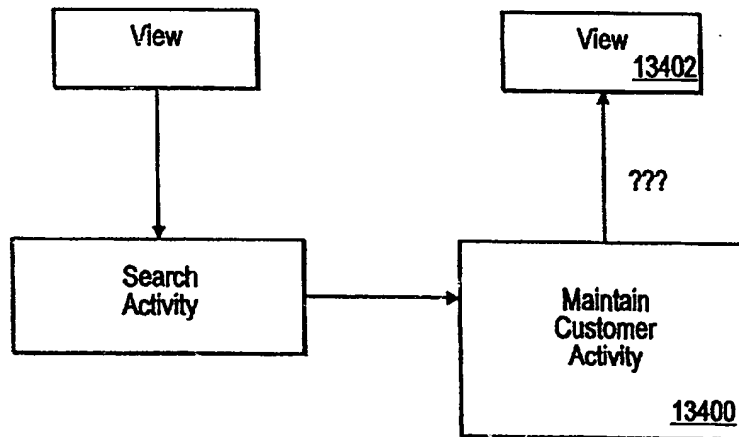 View
View
13402
???
Search
Activity
Maintain
Customer
Activity
13400